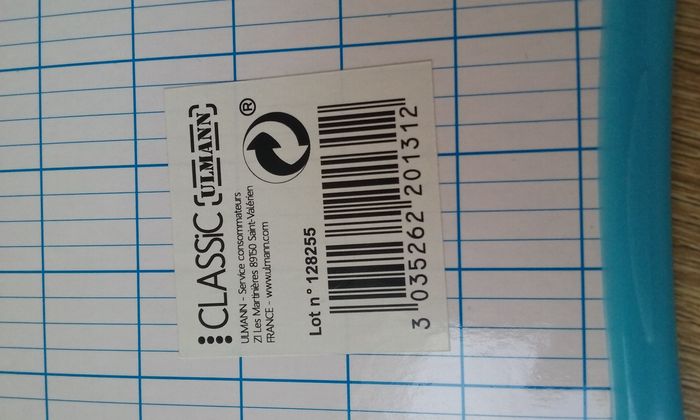 CLASSiC ULMANN ®
ULMANN - Service consommateurs
ZI Les Martinières 89150 Saint-Valérien
FRANCE - www.ulmann.com
Lot n° 128255
3 035262 201312